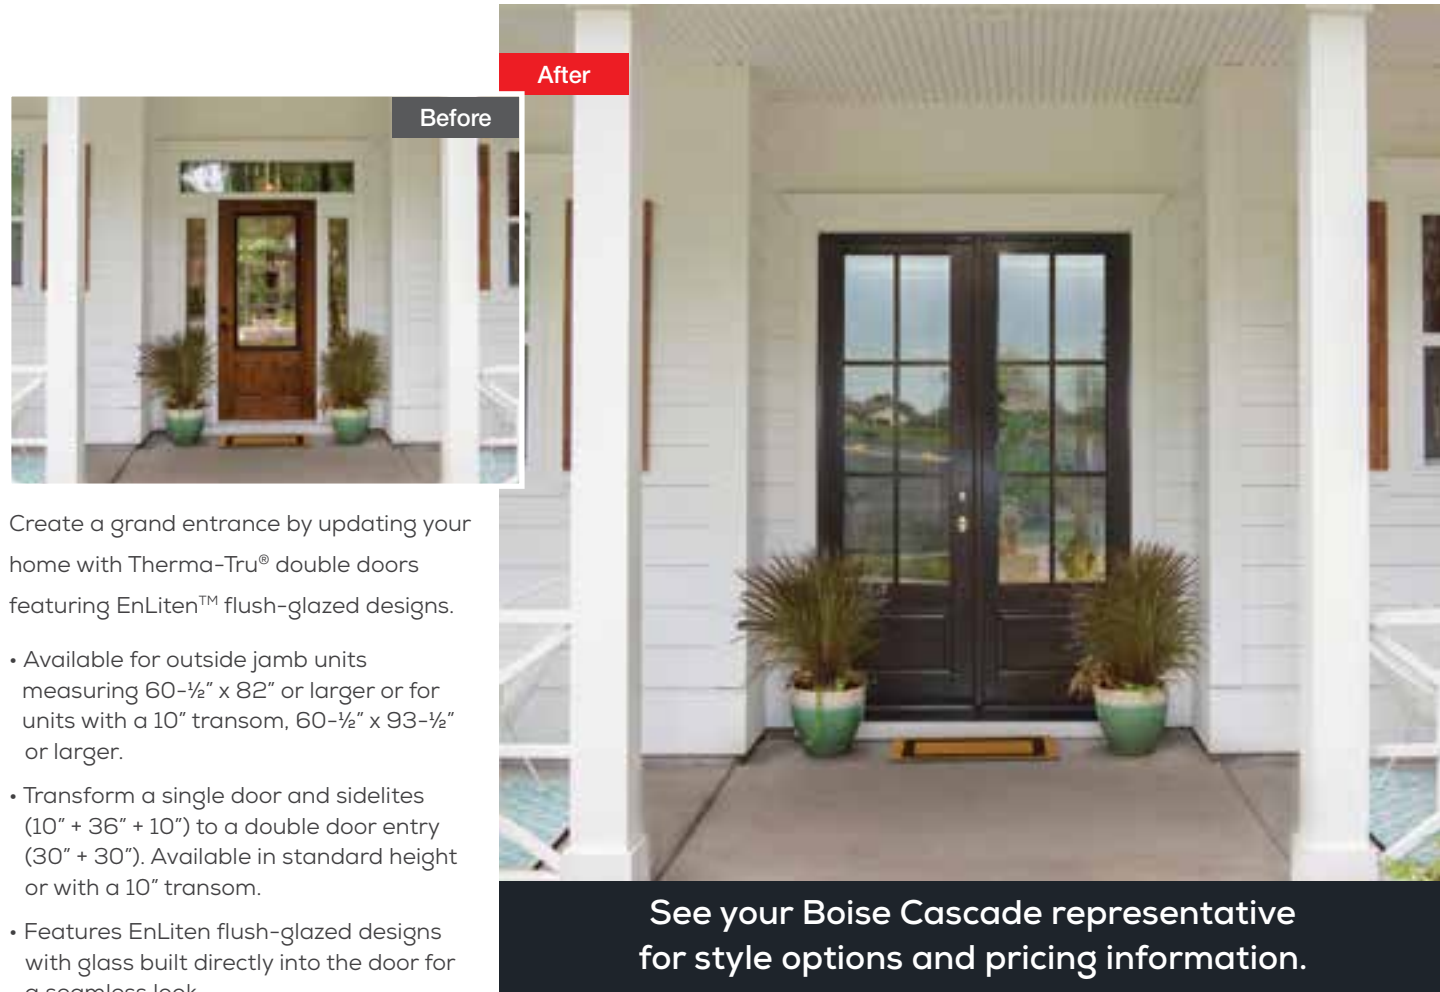 After
Before
Create a grand entrance by updating your
home with Therma-Tru® double doors
featuring EnLiten™ flush-glazed designs.
• Available for outside jamb units
measuring 60-½” x 82” or larger or for
units with a 10” transom, 60-½” x 93-½”
or larger.
• Transform a single door and sidelites
(10” + 36” + 10”) to a double door entry
(30” + 30”). Available in standard height
or with a 10” transom.
• Features EnLiten flush-glazed designs
with glass built directly into the door for
a seamless look
See your Boise Cascade representative
for style options and pricing information.